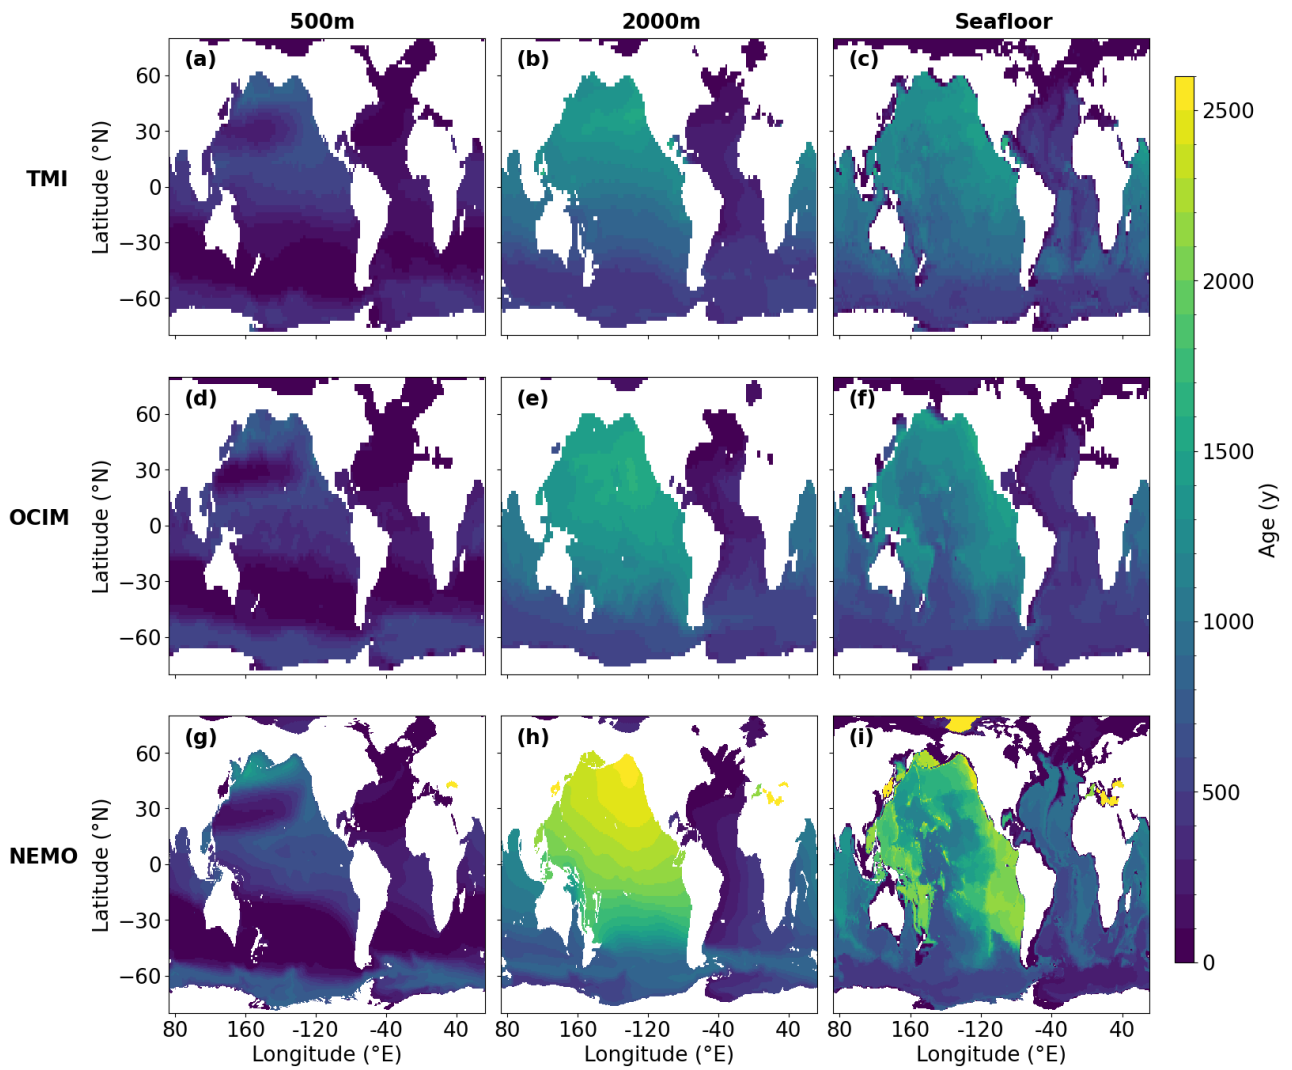 500m 2000m Seafloor
(a) (b) (c)
60
30
0
−30
−60
TMI
Latitude (°N)
(d) (e) (f)
60
30
0
−30
−60
OCIM
Latitude (°N)
(g) (h) (i)
60
30
0
−30
−60
NEMO
Latitude (°N)
80 160 -120 -40 40 80 160 -120 -40 40 80 160 -120 -40 40
Longitude (°E) Longitude (°E) Longitude (°E)
2500
2000
1500
1000
500
0
Age (y)